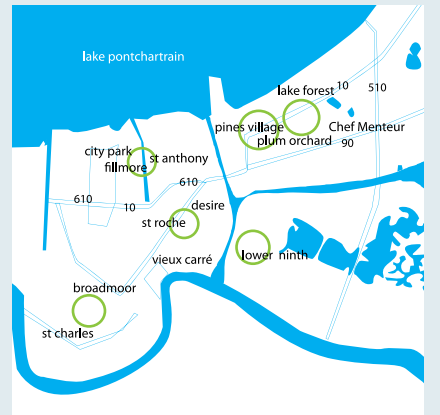 lake pontchartrain
lake forest
10
510
pines village
Chef Menteur
plum orchard
90
city park
st anthony
fillmore
610
610
10
desire
st roche
vieux carré
lower ninth
broadmoor
st charles